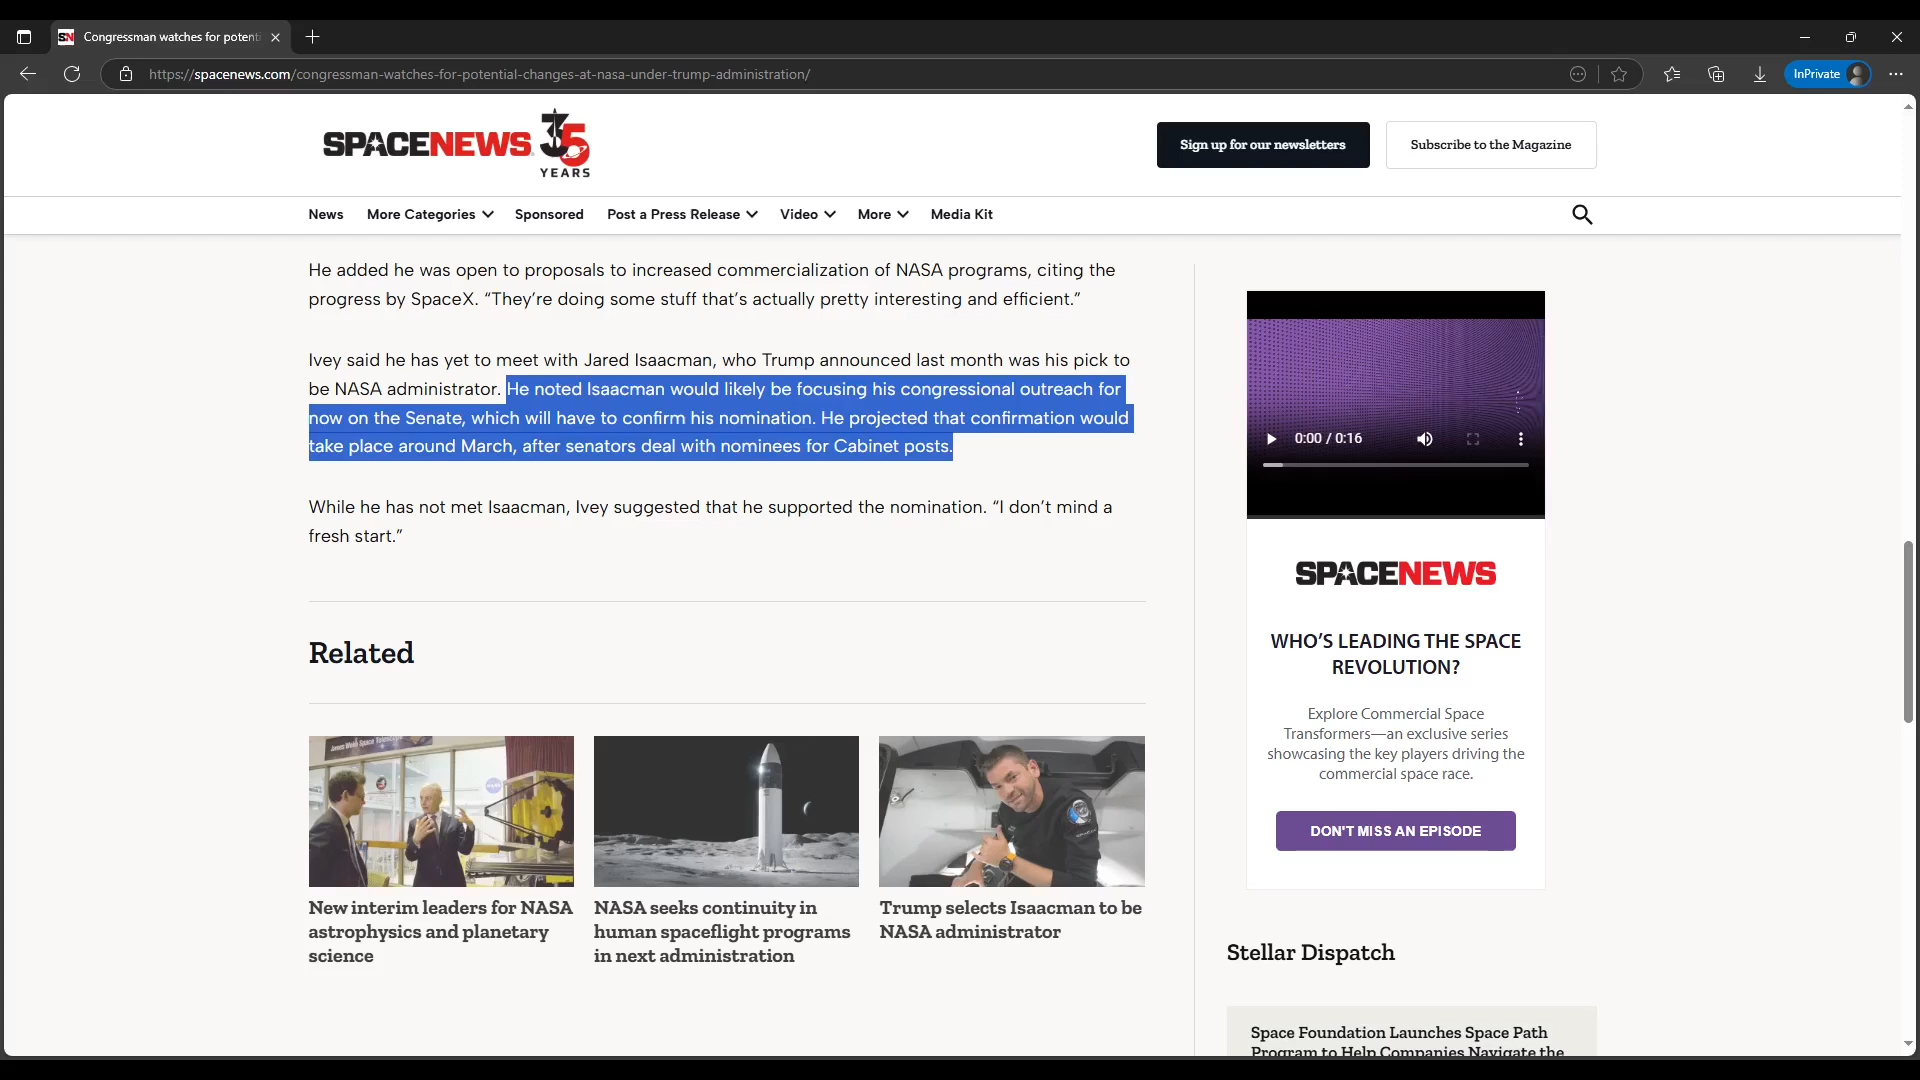 Congressman watches for potenti
https://spacenews.com/congressman-watches-for-potential-changes-at-nasa-under-trump-administration/
InPrivate
SPACENEWS 35
YEARS
Sign up for our newsletters
Subscribe to the Magazine
News More Categories Sponsored Post a Press Release Video More Media Kit
He added he was open to proposals to increased commercialization of NASA programs, citing the
progress by SpaceX. “They’re doing some stuff that’s actually pretty interesting and efficient.”
Ivey said he has yet to meet with Jared Isaacman, who Trump announced last month was his pick to
be NASA administrator. He noted Isaacman would likely be focusing his congressional outreach for
now on the Senate, which will have to confirm his nomination. He projected that confirmation would
take place around March, after senators deal with nominees for Cabinet posts.
While he has not met Isaacman, Ivey suggested that he supported the nomination. “I don’t mind a
fresh start.”
Related
James Webb Space Telescope
New interim leaders for NASA
astrophysics and planetary
science
NASA seeks continuity in
human spaceflight programs
in next administration
Trump selects Isaacman to be
NASA administrator
0:00 / 0:16
SPACENEWS
WHO’S LEADING THE SPACE
REVOLUTION?
Explore Commercial Space
Transformers—an exclusive series
showcasing the key players driving the
commercial space race.
DON'T MISS AN EPISODE
Stellar Dispatch
Space Foundation Launches Space Path
Program to Help Companies Navigate the